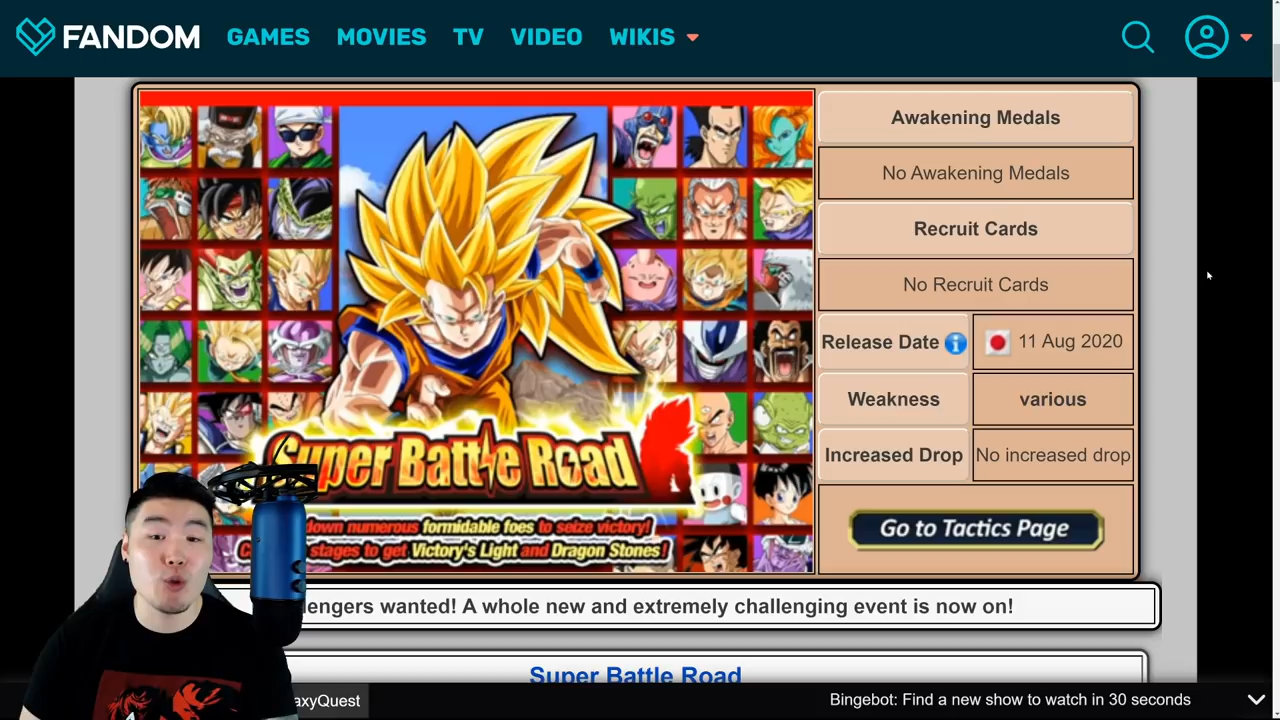 FANDOM GAMES MOVIES TV VIDEO WIKIS
Awakening Medals
No Awakening Medals
Recruit Cards
No Recruit Cards
Release Date 11 Aug 2020
Weakness various
Increased Drop No increased drop
Go to Tactics Page
Super Battle Road
down numerous formidable foes to seize victory!
stages to get Victory's Light and Dragon Stones!
lengers wanted! A whole new and extremely challenging event is now on!
Super Battle Road
axyQuest
Bingebot: Find a new show to watch in 30 seconds